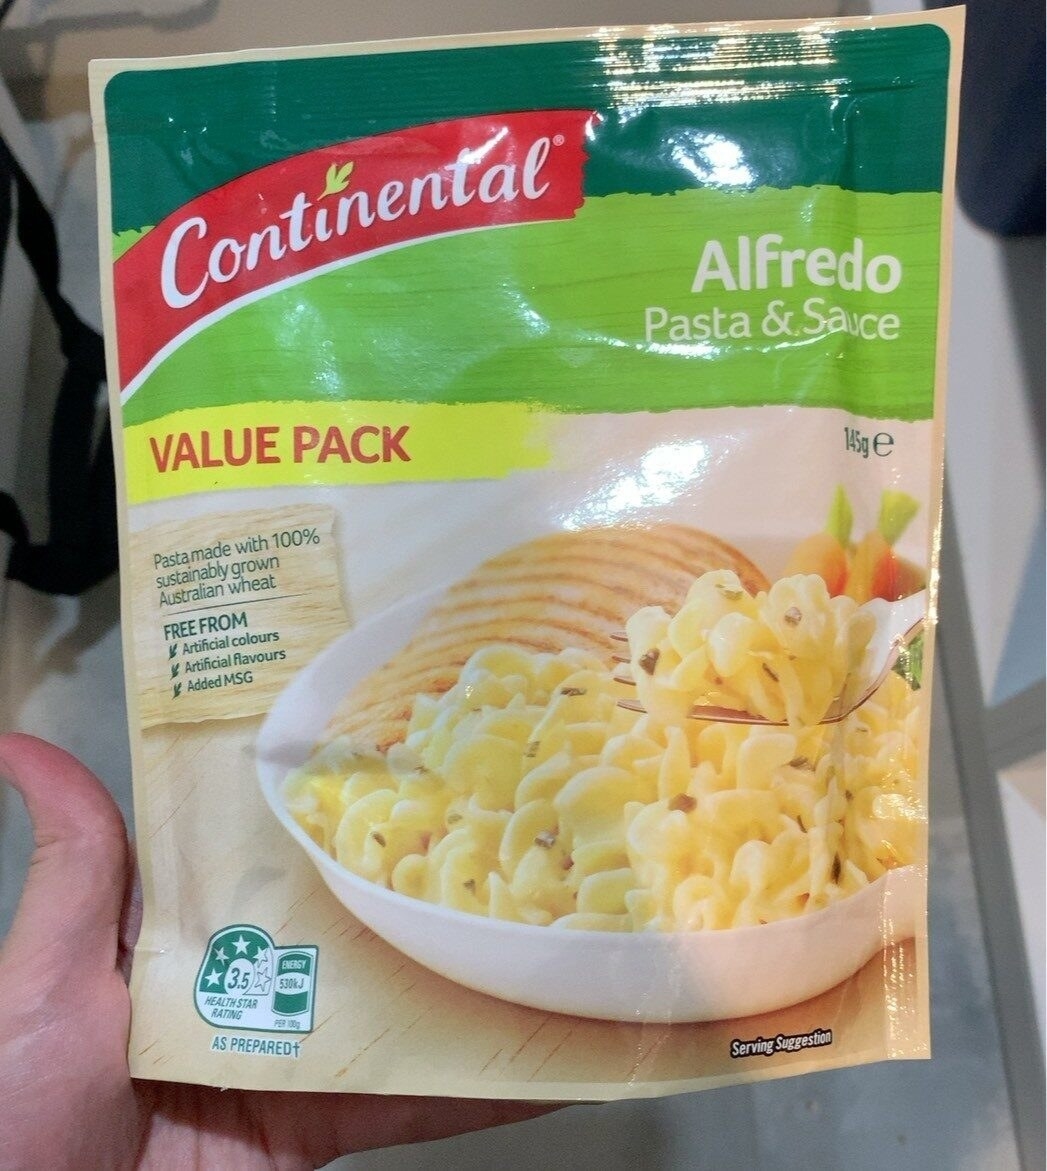 Continental®
Alfredo
Pasta & Sauce
VALUE PACK
145g e
Pasta made with 100%
sustainably grown
Australian wheat
FREE FROM
Artificial colours
Artificial flavours
Added MSG
3.5
HEALTH STAR
RATING
ENERGY
530kJ
PER 100g
AS PREPARED†
Serving Suggestion